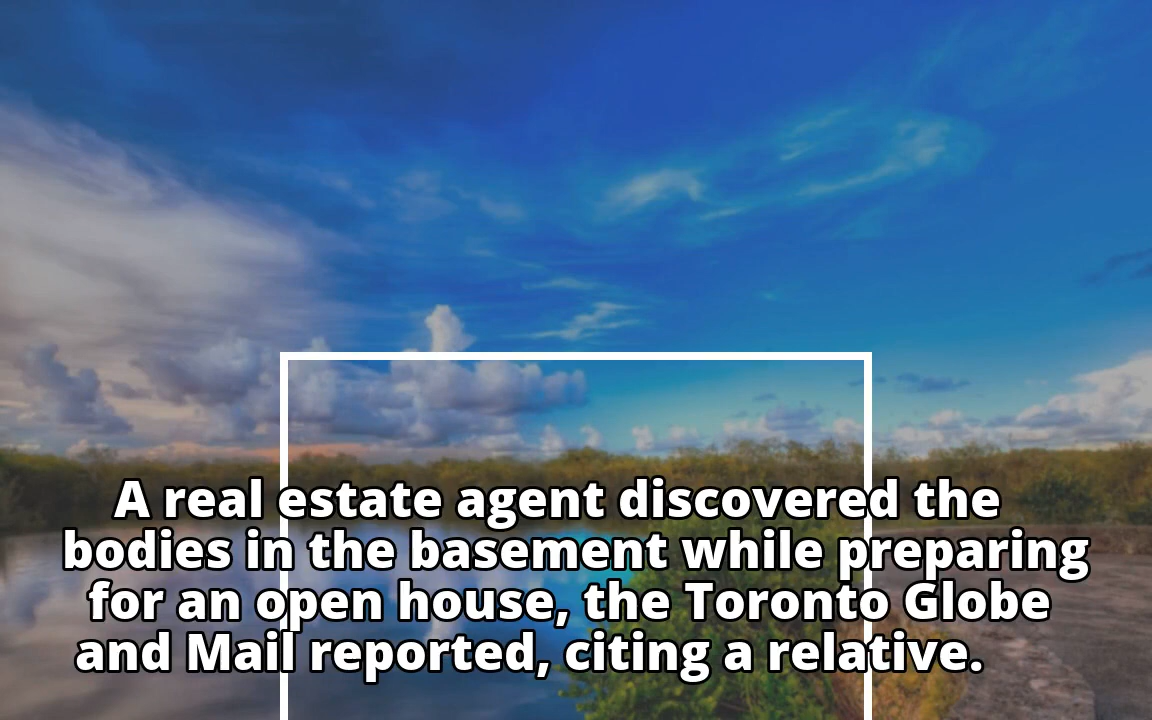 A real estate agent discovered the
bodies in the basement while preparing
for an open house, the Toronto Globe
and Mail reported, citing a relative.